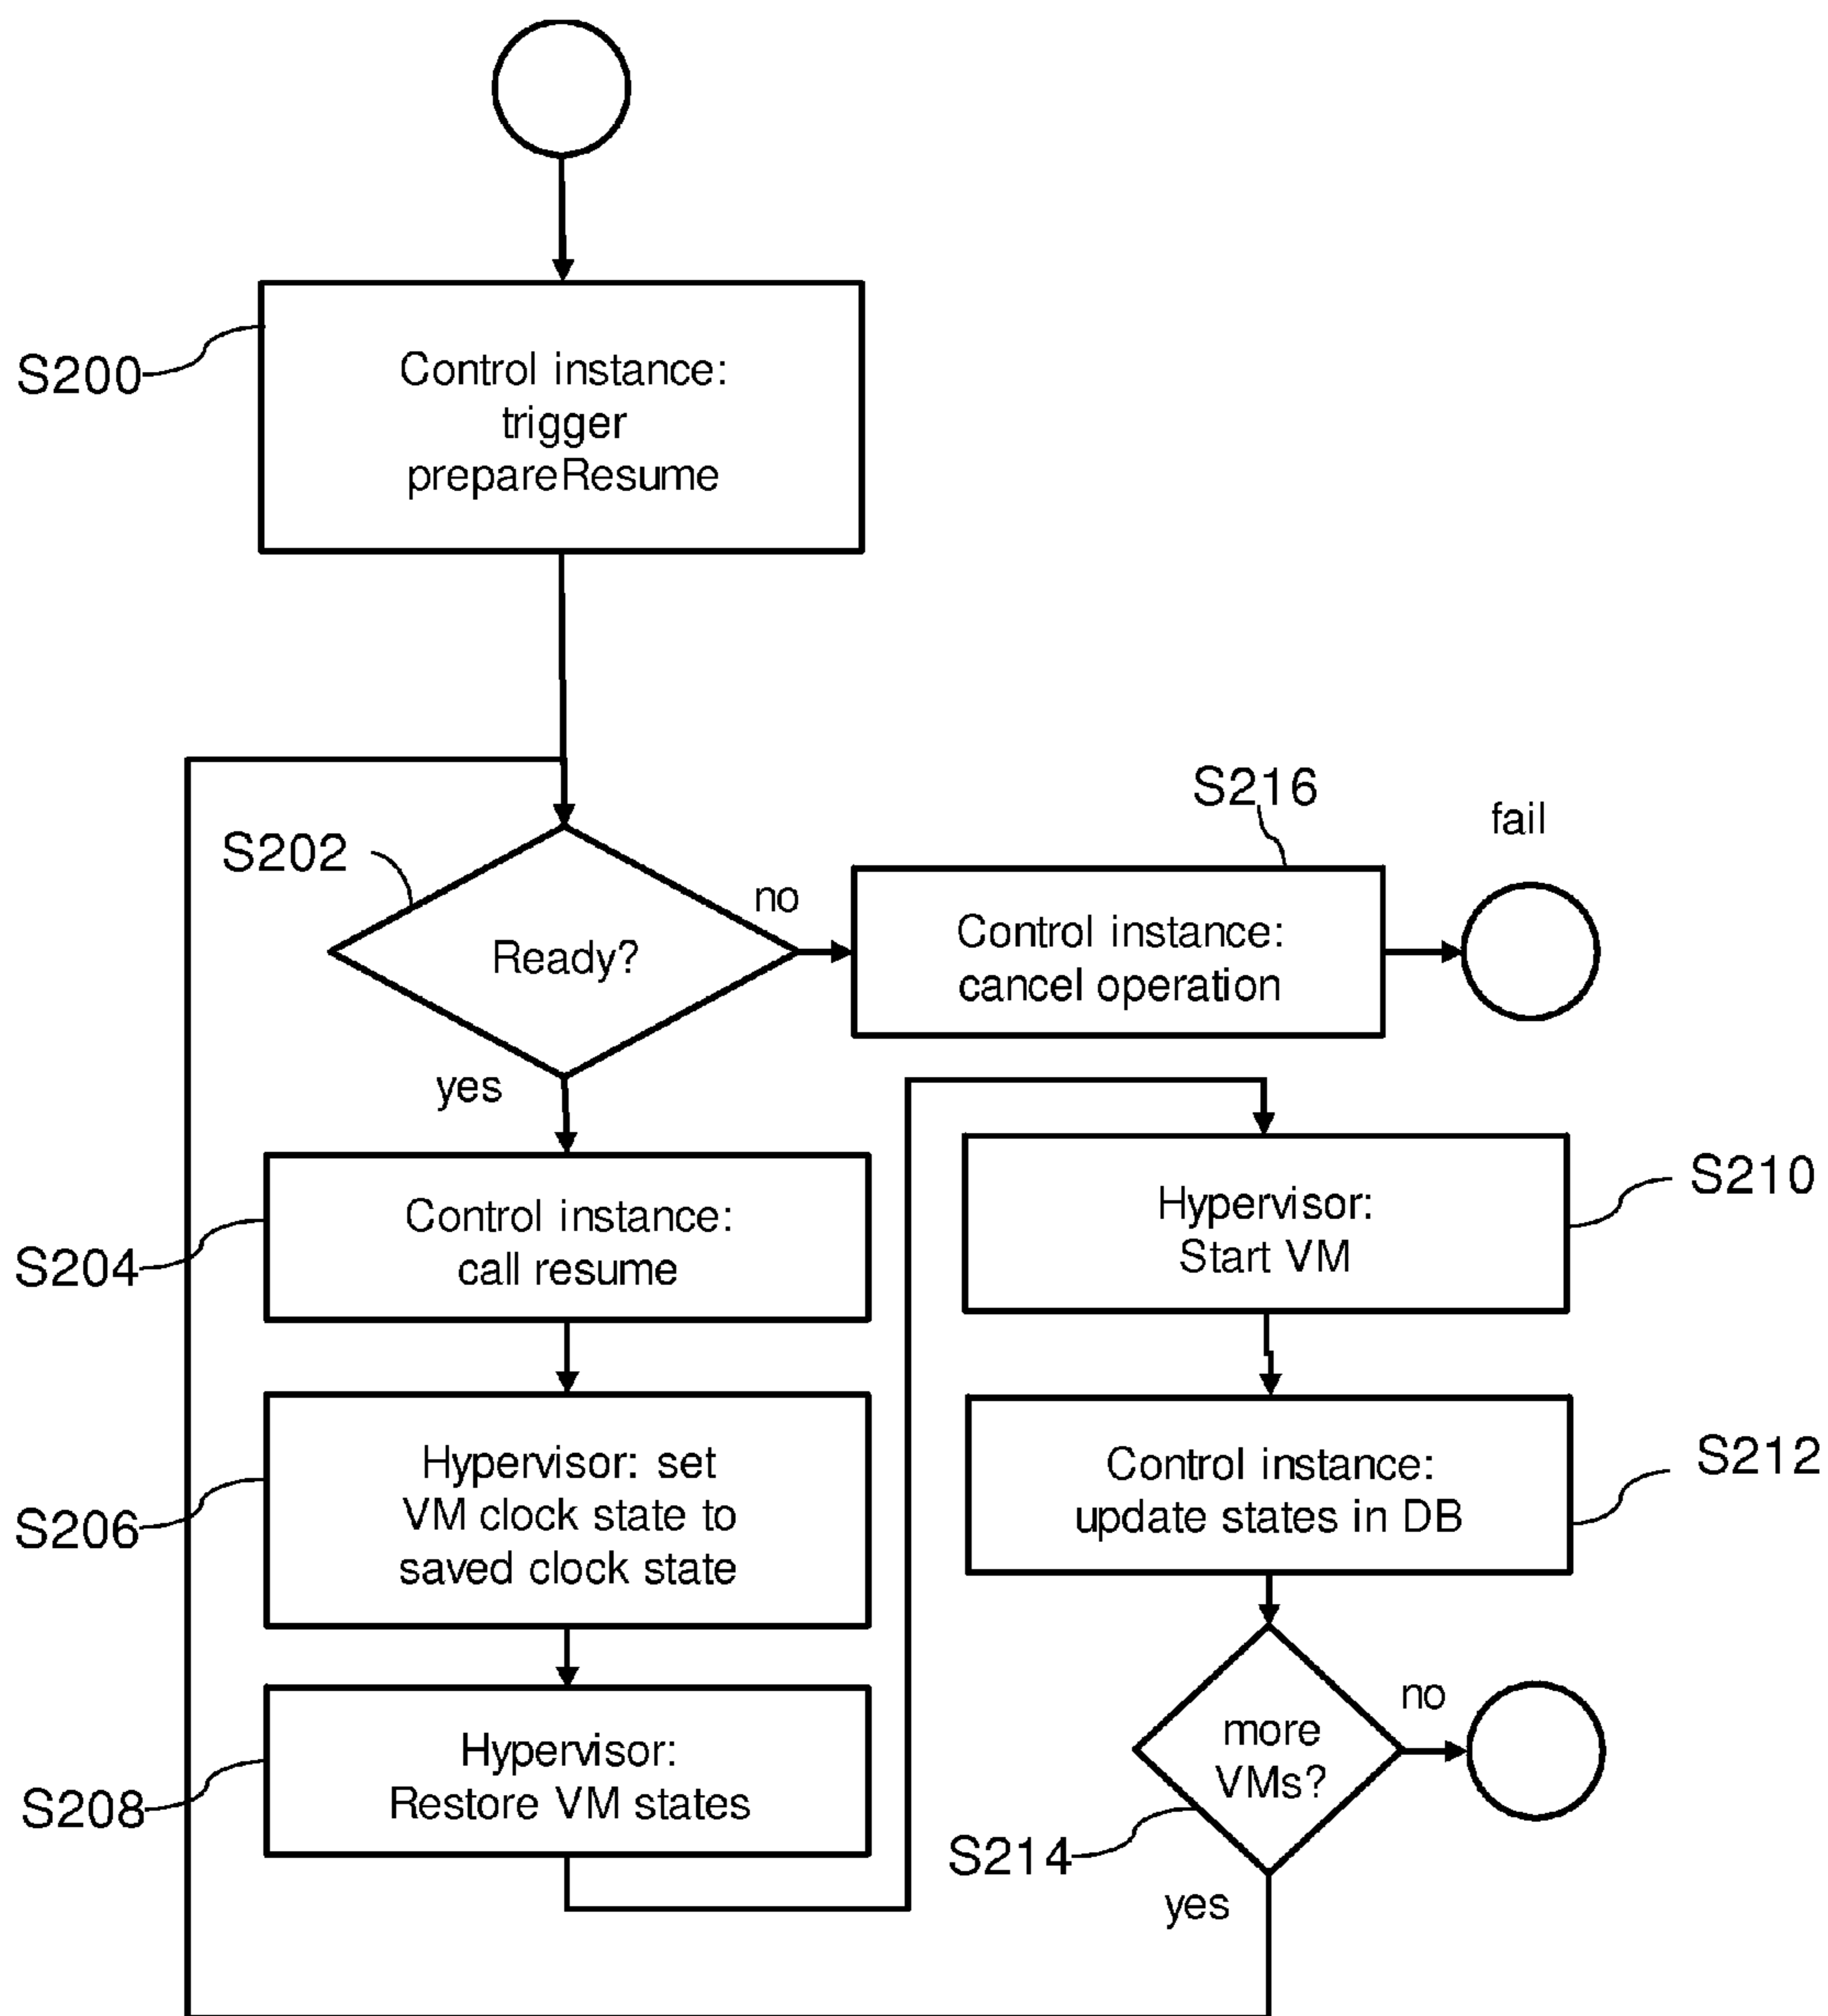 S200
Control instance:
trigger
prepareResume
S202
Ready?
no
S216
Control instance:
cancel operation
fail
yes
S204
Control instance:
call resume
S206
Hypervisor: set
VM clock state to
saved clock state
S208
Hypervisor:
Restore VM states
S210
Hypervisor:
Start VM
S212
Control instance:
update states in DB
S214
more
VMs?
no
yes